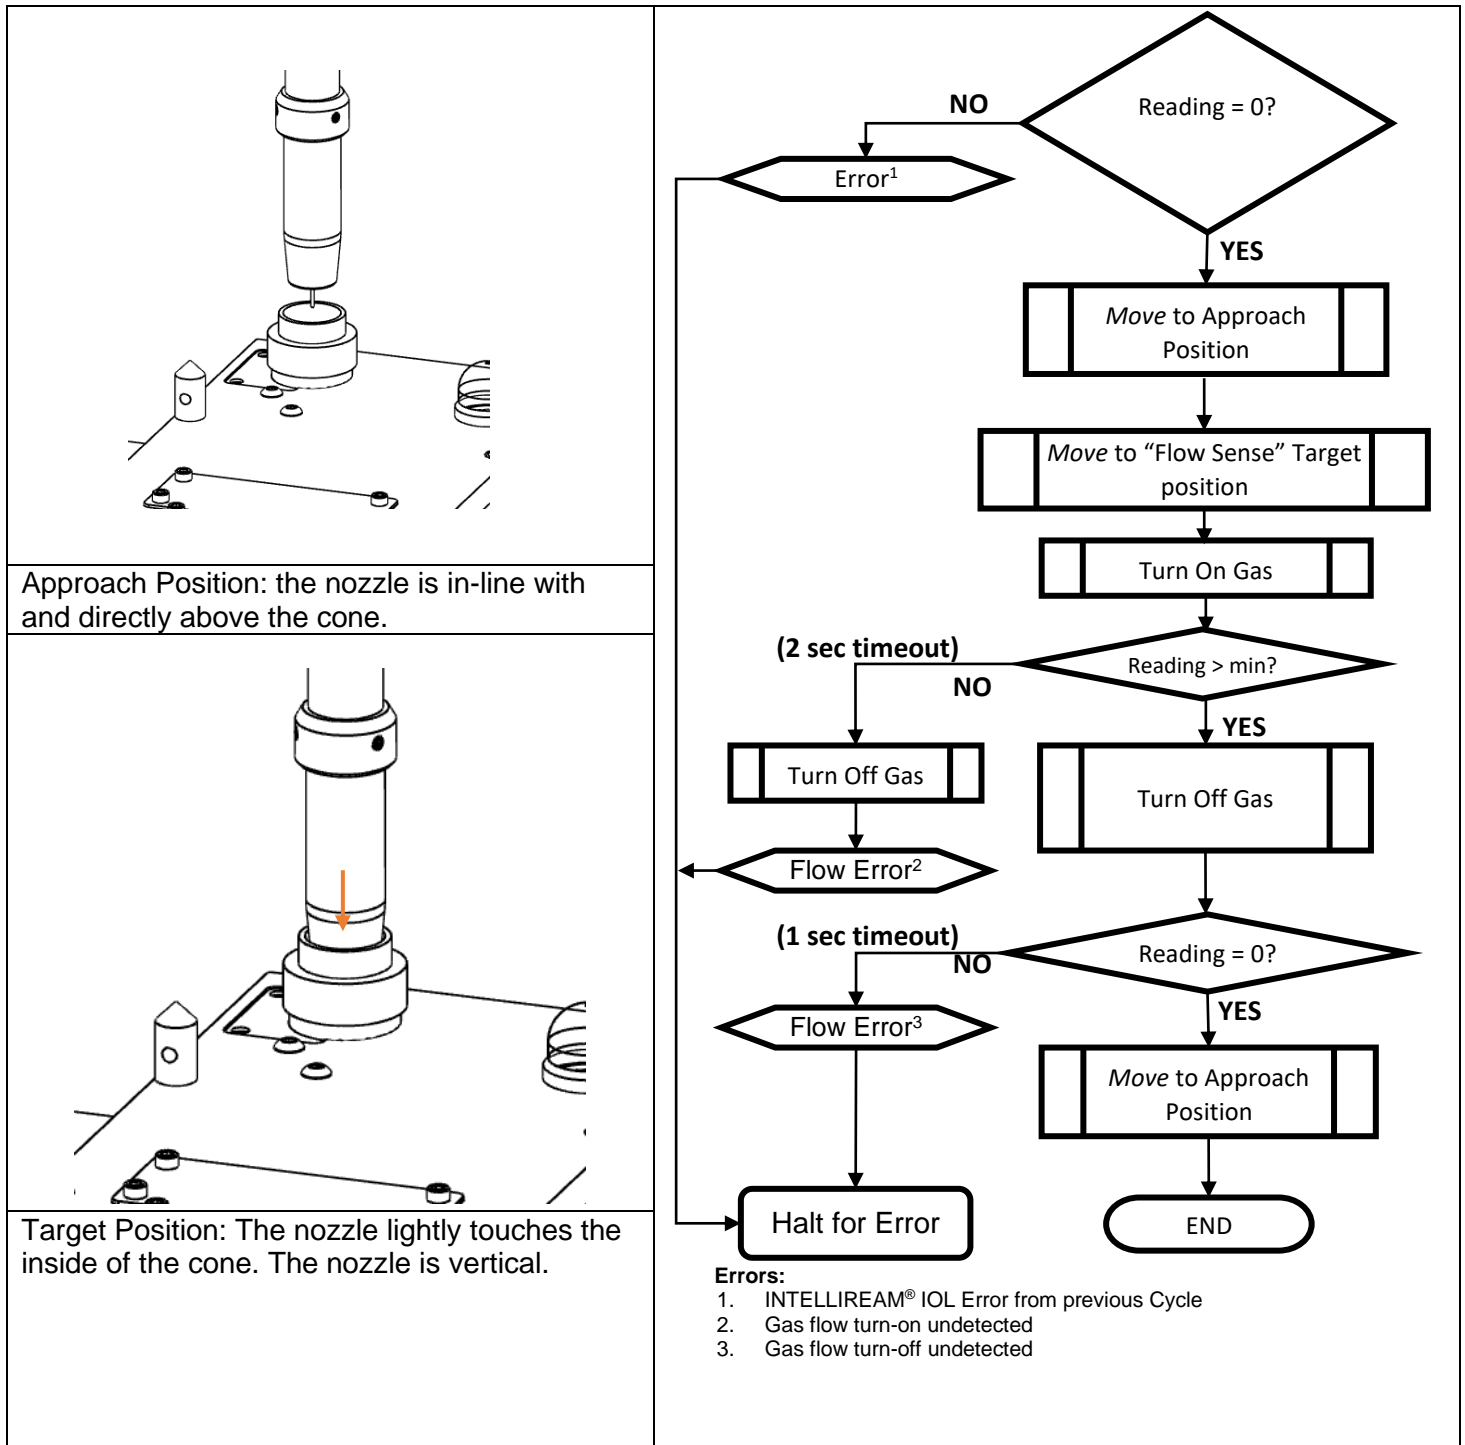 Approach Position: the nozzle is in-line with
and directly above the cone.
Target Position: The nozzle lightly touches the
inside of the cone. The nozzle is vertical.
Reading = 0?
NO
Error¹
YES
Move to Approach
Position
Move to “Flow Sense” Target
position
Turn On Gas
(2 sec timeout)
Reading > min?
NO
YES
Turn Off Gas
Turn Off Gas
Flow Error²
(1 sec timeout)
Reading = 0?
NO
YES
Flow Error³
Move to Approach
Position
Halt for Error
END
Errors:
1. INTELLIREAM® IOL Error from previous Cycle
2. Gas flow turn-on undetected
3. Gas flow turn-off undetected